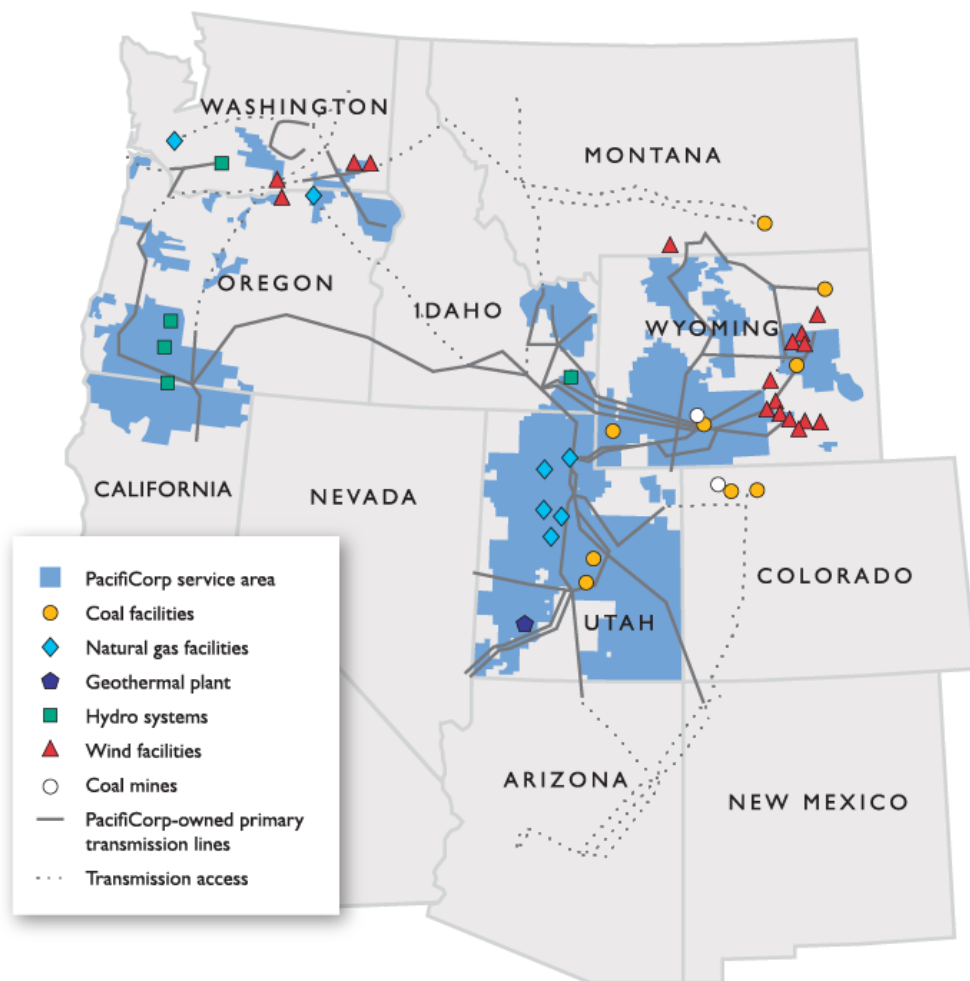 WASHINGTON
MONTANA
OREGON
IDAHO
WYOMING
CALIFORNIA
NEVADA
PacifiCorp service area
Coal facilities
Natural gas facilities
Geothermal plant
Hydro systems
Wind facilities
Coal mines
PacifiCorp-owned primary
transmission lines
Transmission access
COLORADO
UTAH
ARIZONA
NEW MEXICO